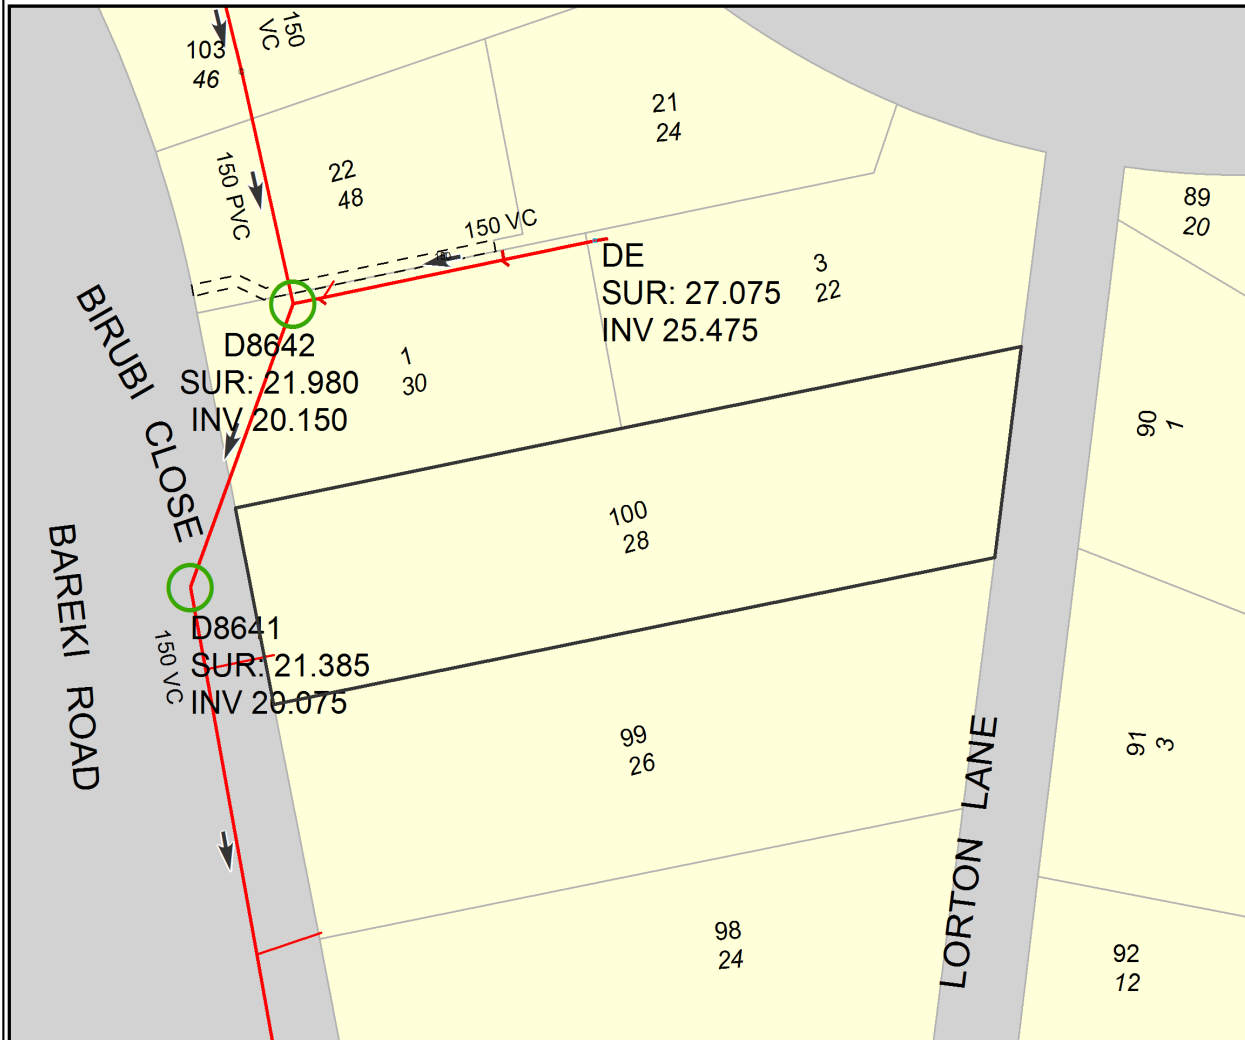 150
VC
103
46
21
24
22
48
150 PVC
150 VC
89
20
DE
SUR: 27.075
INV 25.475
3
22
BIRUBI CLOSE
D8642
SUR: 21.980
INV 20.150
1
30
90
1
100
28
BAREKI ROAD
D8641
SUR: 21.385
INV 20.075
150 VC
99
26
91
3
LORTON LANE
98
24
92
12